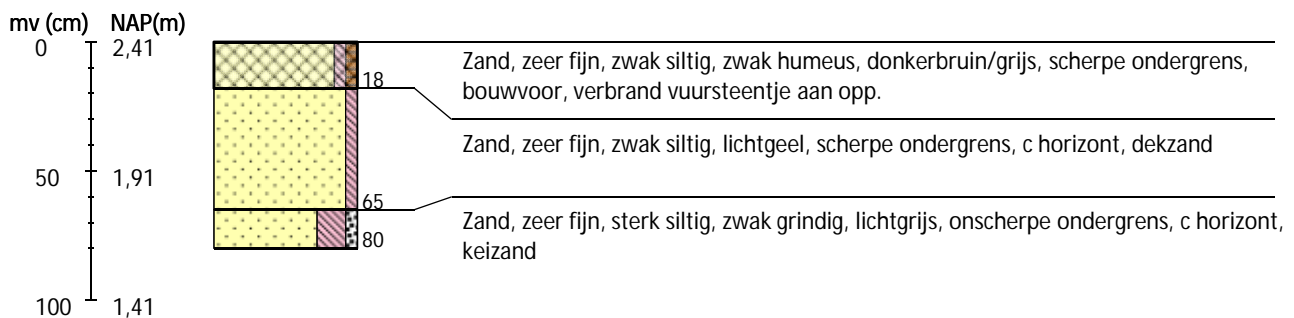 mv (cm) NAP(m)
0 2,41
Zand, zeer fijn, zwak siltig, zwak humeus, donkerbruin/grijs, scherpe ondergrens,
18
bouwvoor, verbrand vuursteentje aan opp.
Zand, zeer fijn, zwak siltig, lichtgeel, scherpe ondergrens, c horizont, dekzand
50 1,91
65
Zand, zeer fijn, sterk siltig, zwak grindig, lichtgrijs, onscherpe ondergrens, c horizont,
80
keizand
100 1,41